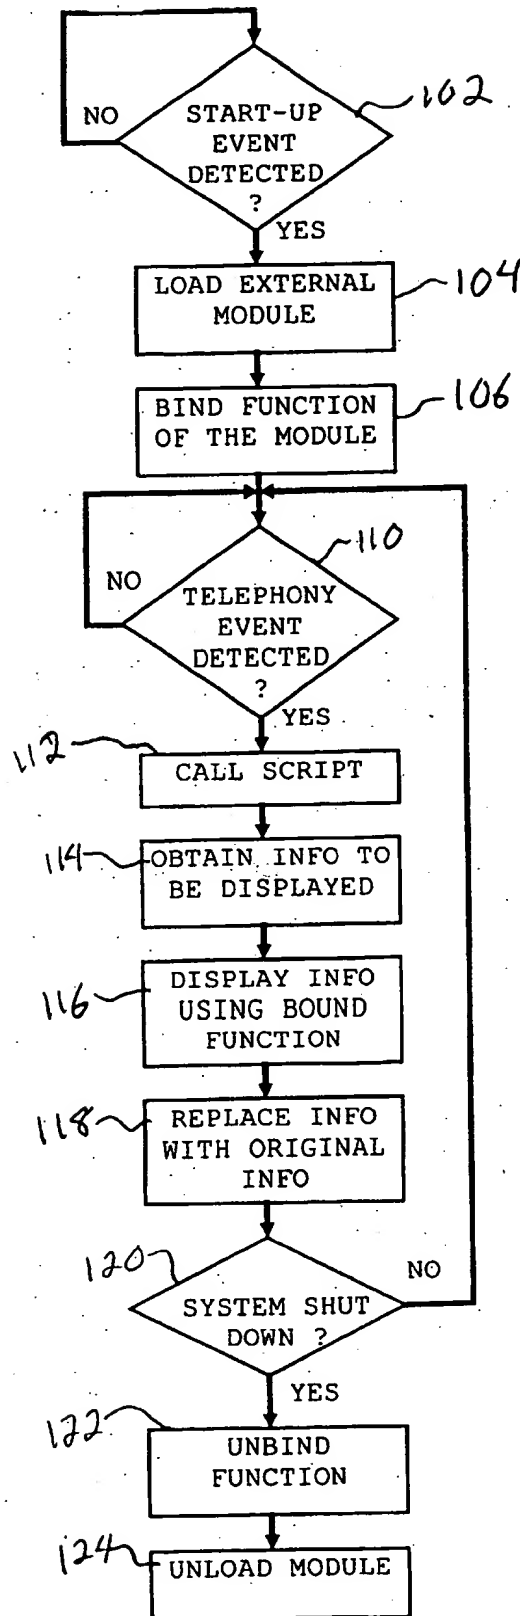 NO
START-UP
EVENT
DETECTED
?
102
YES
LOAD EXTERNAL
MODULE
104
BIND FUNCTION
OF THE MODULE
106
110
NO
TELEPHONY
EVENT
DETECTED
?
YES
112
CALL SCRIPT
114
OBTAIN INFO TO
BE DISPLAYED
116
DISPLAY INFO
USING BOUND
FUNCTION
118
REPLACE INFO
WITH ORIGINAL
INFO
120
NO
SYSTEM SHUT
DOWN ?
YES
122
UNBIND
FUNCTION
124
UNLOAD MODULE